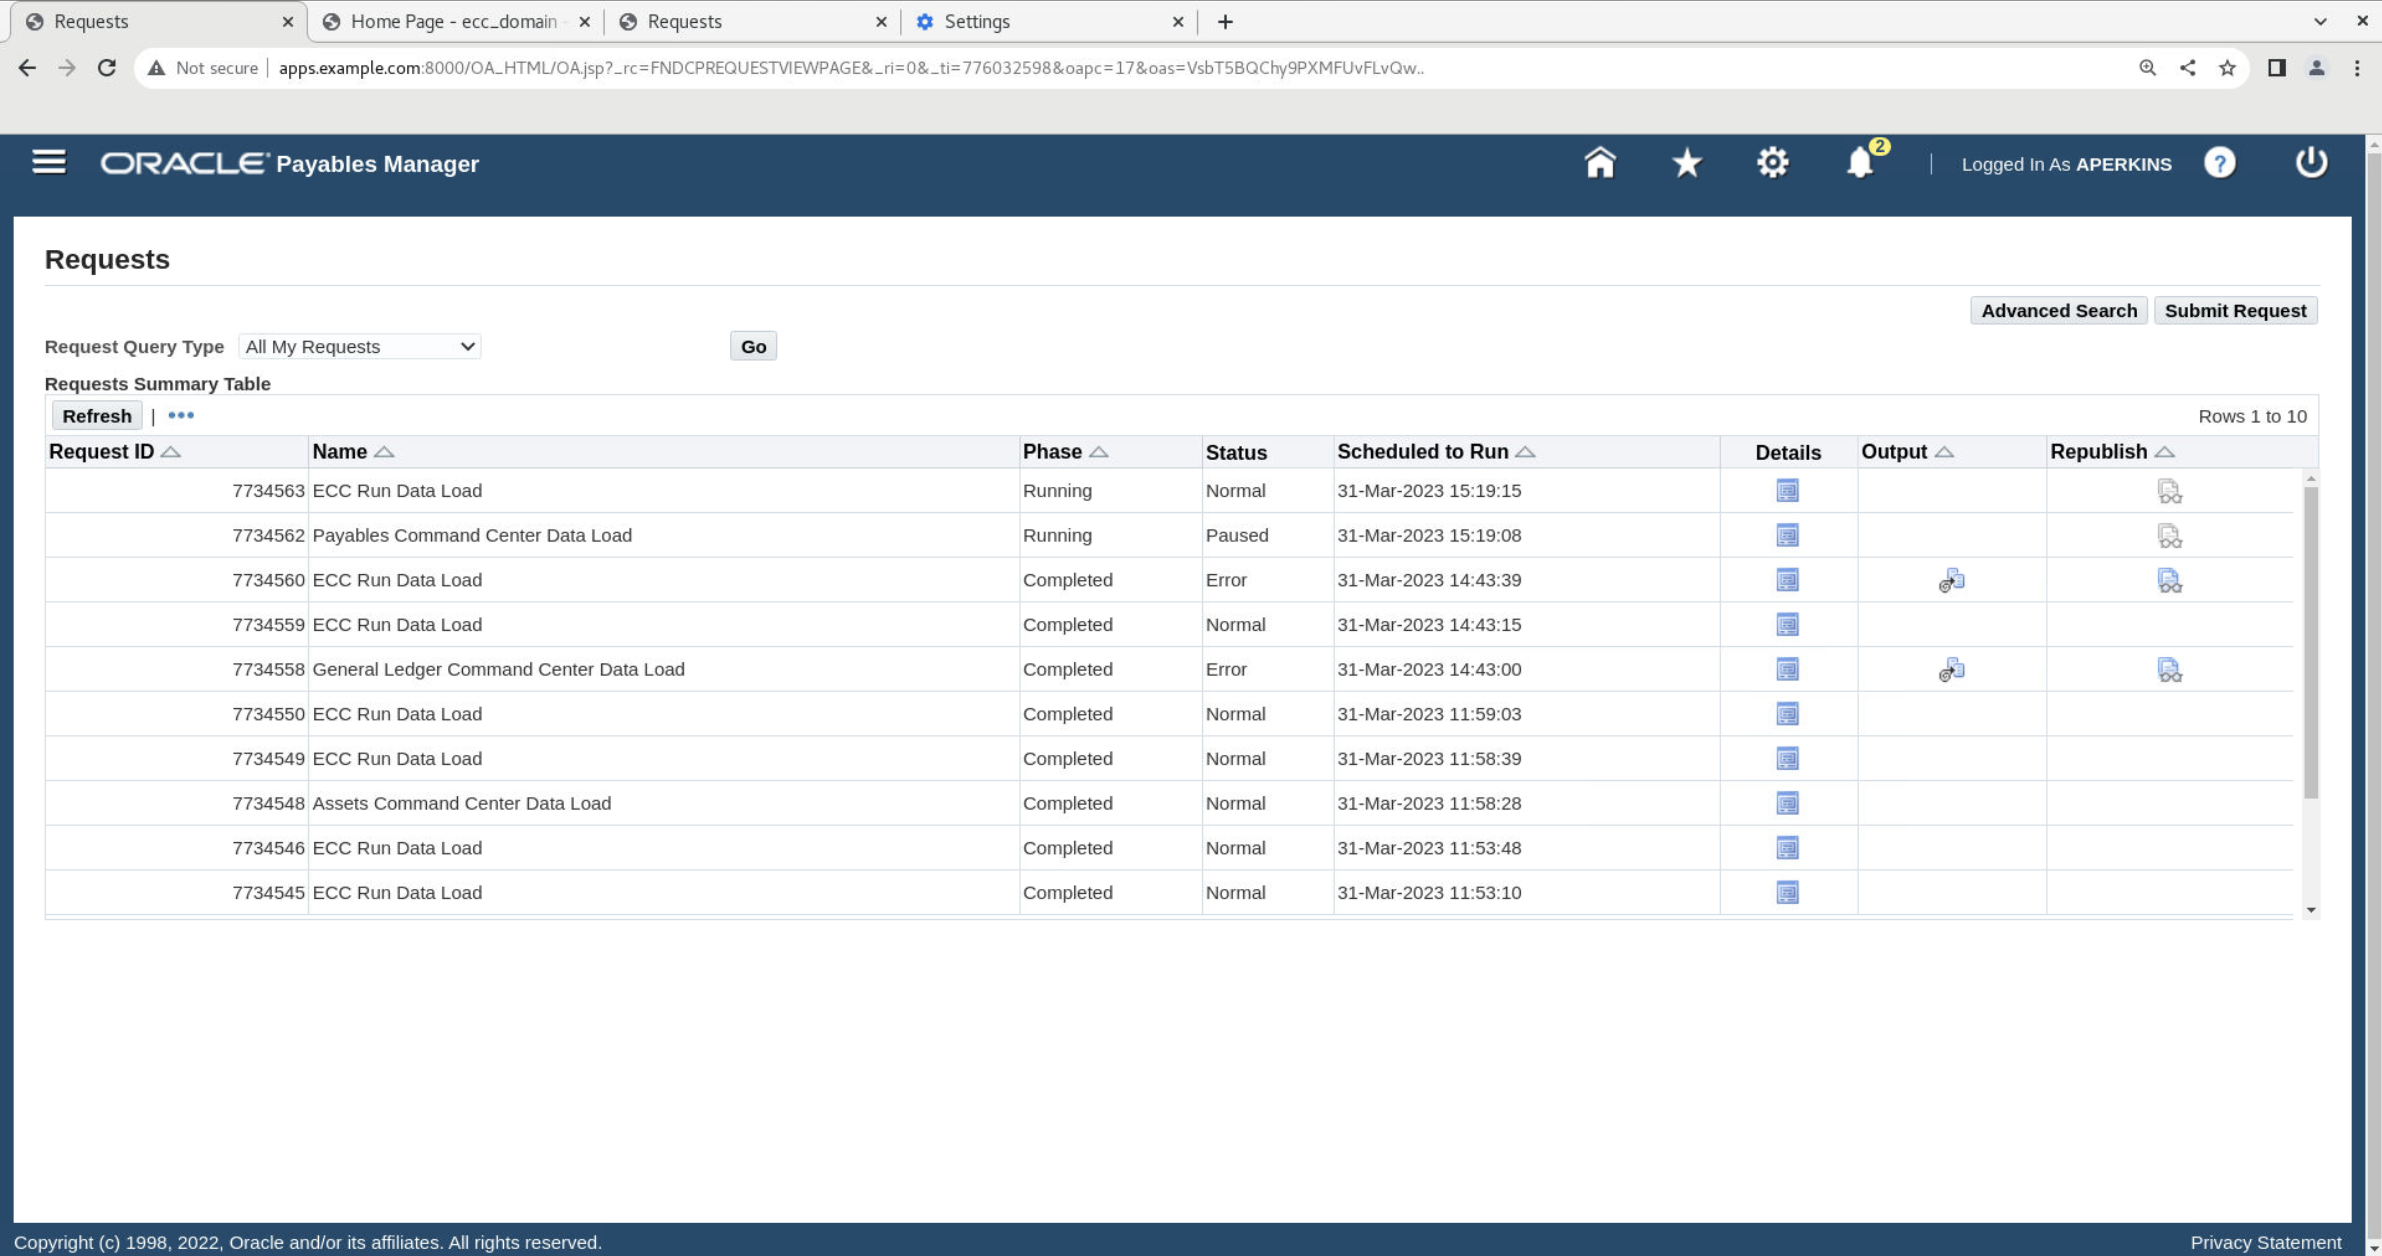 Requests
Home Page - ecc_domain
Requests
Settings
Not secure
apps.example.com:8000/OA_HTML/OA.jsp?_rc=FNDCPREQUESTVIEWPAGE&_ri=0&_ti=776032598&oapc=17&oas=VsbT5BQChy9PXMFUvFLvQw..
ORACLE Payables Manager
2
Logged In As APERKINS
Requests
Advanced Search Submit Request
Request Query Type All My Requests Go
Requests Summary Table
Refresh | Rows 1 to 10
Request ID Name Phase Status Scheduled to Run Details Output Republish
7734563 ECC Run Data Load Running Normal 31-Mar-2023 15:19:15
7734562 Payables Command Center Data Load Running Paused 31-Mar-2023 15:19:08
7734560 ECC Run Data Load Completed Error 31-Mar-2023 14:43:39
7734559 ECC Run Data Load Completed Normal 31-Mar-2023 14:43:15
7734558 General Ledger Command Center Data Load Completed Error 31-Mar-2023 14:43:00
7734550 ECC Run Data Load Completed Normal 31-Mar-2023 11:59:03
7734549 ECC Run Data Load Completed Normal 31-Mar-2023 11:58:39
7734548 Assets Command Center Data Load Completed Normal 31-Mar-2023 11:58:28
7734546 ECC Run Data Load Completed Normal 31-Mar-2023 11:53:48
7734545 ECC Run Data Load Completed Normal 31-Mar-2023 11:53:10
Copyright (c) 1998, 2022, Oracle and/or its affiliates. All rights reserved.
Privacy Statement